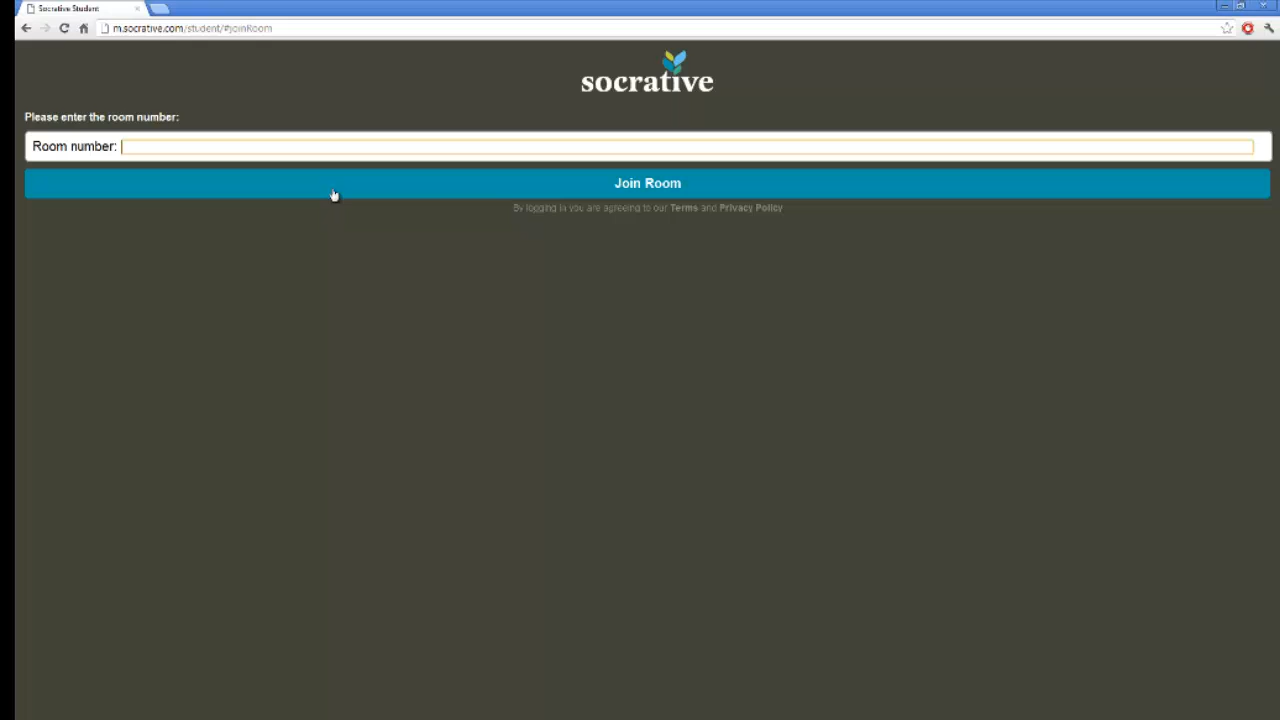 Socrative Student
m.socrative.com/student/#joinRoom
socrative
Please enter the room number:
Room number:
Join Room
By logging in you are agreeing to our Terms and Privacy Policy